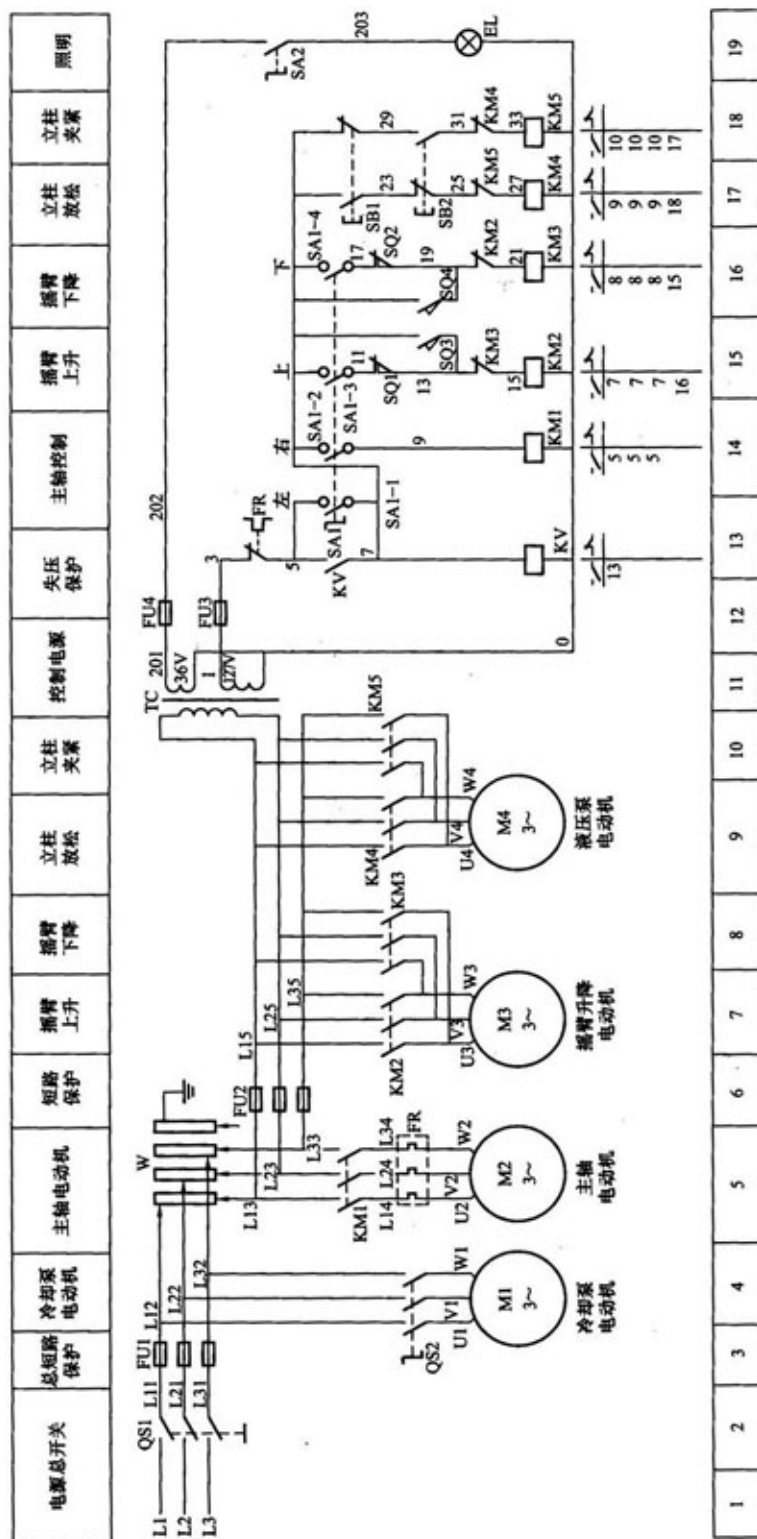 电源总开关
总短路保护
冷却泵电动机
主轴电动机
短路保护
摇臂上升
摇臂下降
立柱放松
立柱夹紧
控制电源
失压保护
主轴控制
摇臂上升
摇臂下降
立柱放松
立柱夹紧
照明
L1
L2
L3
QS1
L11
L21
L31
FU1
L12
L22
L32
QS2
U1
V1
W1
M1
3~
冷却泵
电动机
W
L13
L23
L33
KM1
L14
L24
L34
FR
U2
V2
W2
M2
3~
主轴
电动机
FU2
L15
L25
L35
KM2
KM3
U3
V3
W3
M3
3~
摇臂升降
电动机
KM4
KM5
U4
V4
W4
M4
3~
液压泵
电动机
TC
201
36V
1
127V
FU4
FU3
0
202
3
FR
5
KV
7
KV
13
左
SA1
SA1-1
右
SA1-2
SA1-3
9
KM1
5
5
5
上
11
SQ1
13
SQ3
KM3
15
KM2
7
7
7
16
下
SA1-4
17
SQ2
19
SQ4
KM2
21
KM3
8
8
8
15
SB1
23
SB2
25
KM5
27
KM4
9
9
9
18
29
31
KM4
33
KM5
10
10
10
17
SA2
203
EL
1
2
3
4
5
6
7
8
9
10
11
12
13
14
15
16
17
18
19